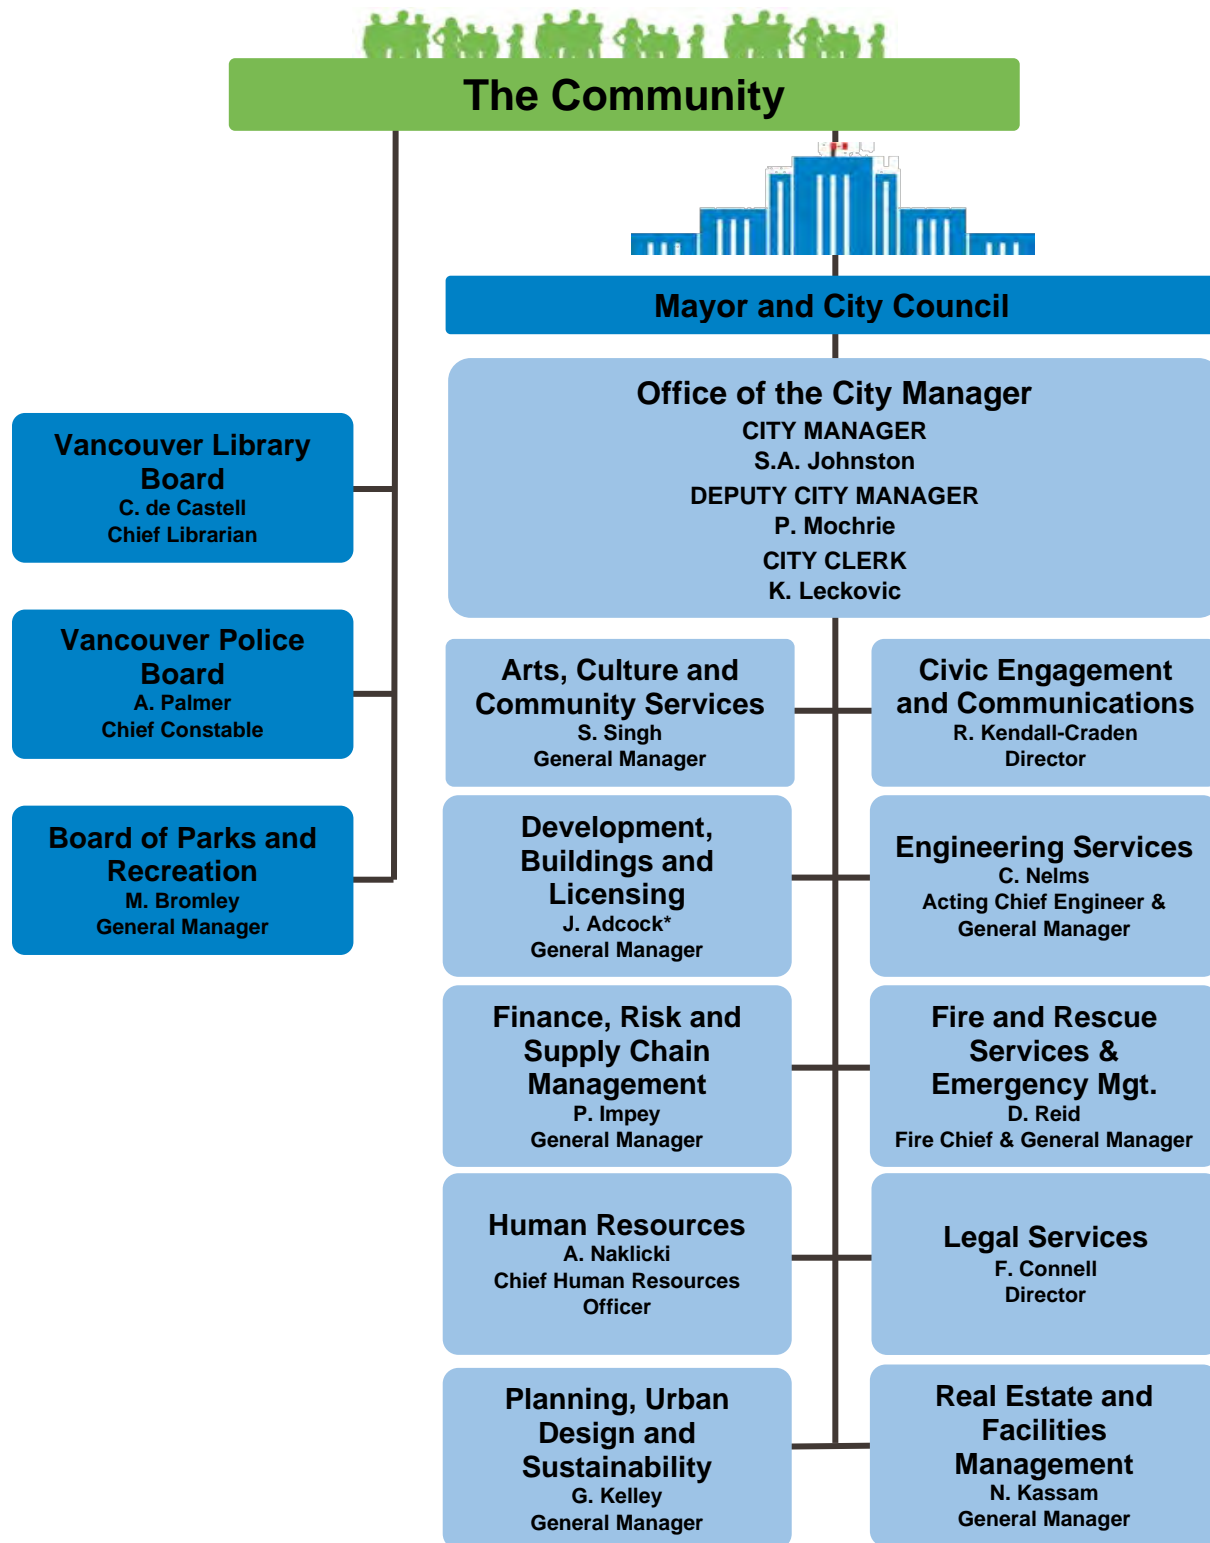 The Community
Mayor and City Council
Office of the City Manager
CITY MANAGER
S.A. Johnston
DEPUTY CITY MANAGER
P. Mochrie
CITY CLERK
K. Leckovic
Vancouver Library
Board
C. de Castell
Chief Librarian
Vancouver Police
Board
A. Palmer
Chief Constable
Board of Parks and
Recreation
M. Bromley
General Manager
Arts, Culture and
Community Services
S. Singh
General Manager
Civic Engagement
and Communications
R. Kendall-Craden
Director
Development,
Buildings and
Licensing
J. Adcock*
General Manager
Engineering Services
C. Nelms
Acting Chief Engineer &
General Manager
Finance, Risk and
Supply Chain
Management
P. Impey
General Manager
Fire and Rescue
Services &
Emergency Mgt.
D. Reid
Fire Chief & General Manager
Human Resources
A. Naklicki
Chief Human Resources
Officer
Legal Services
F. Connell
Director
Planning, Urban
Design and
Sustainability
G. Kelley
General Manager
Real Estate and
Facilities
Management
N. Kassam
General Manager